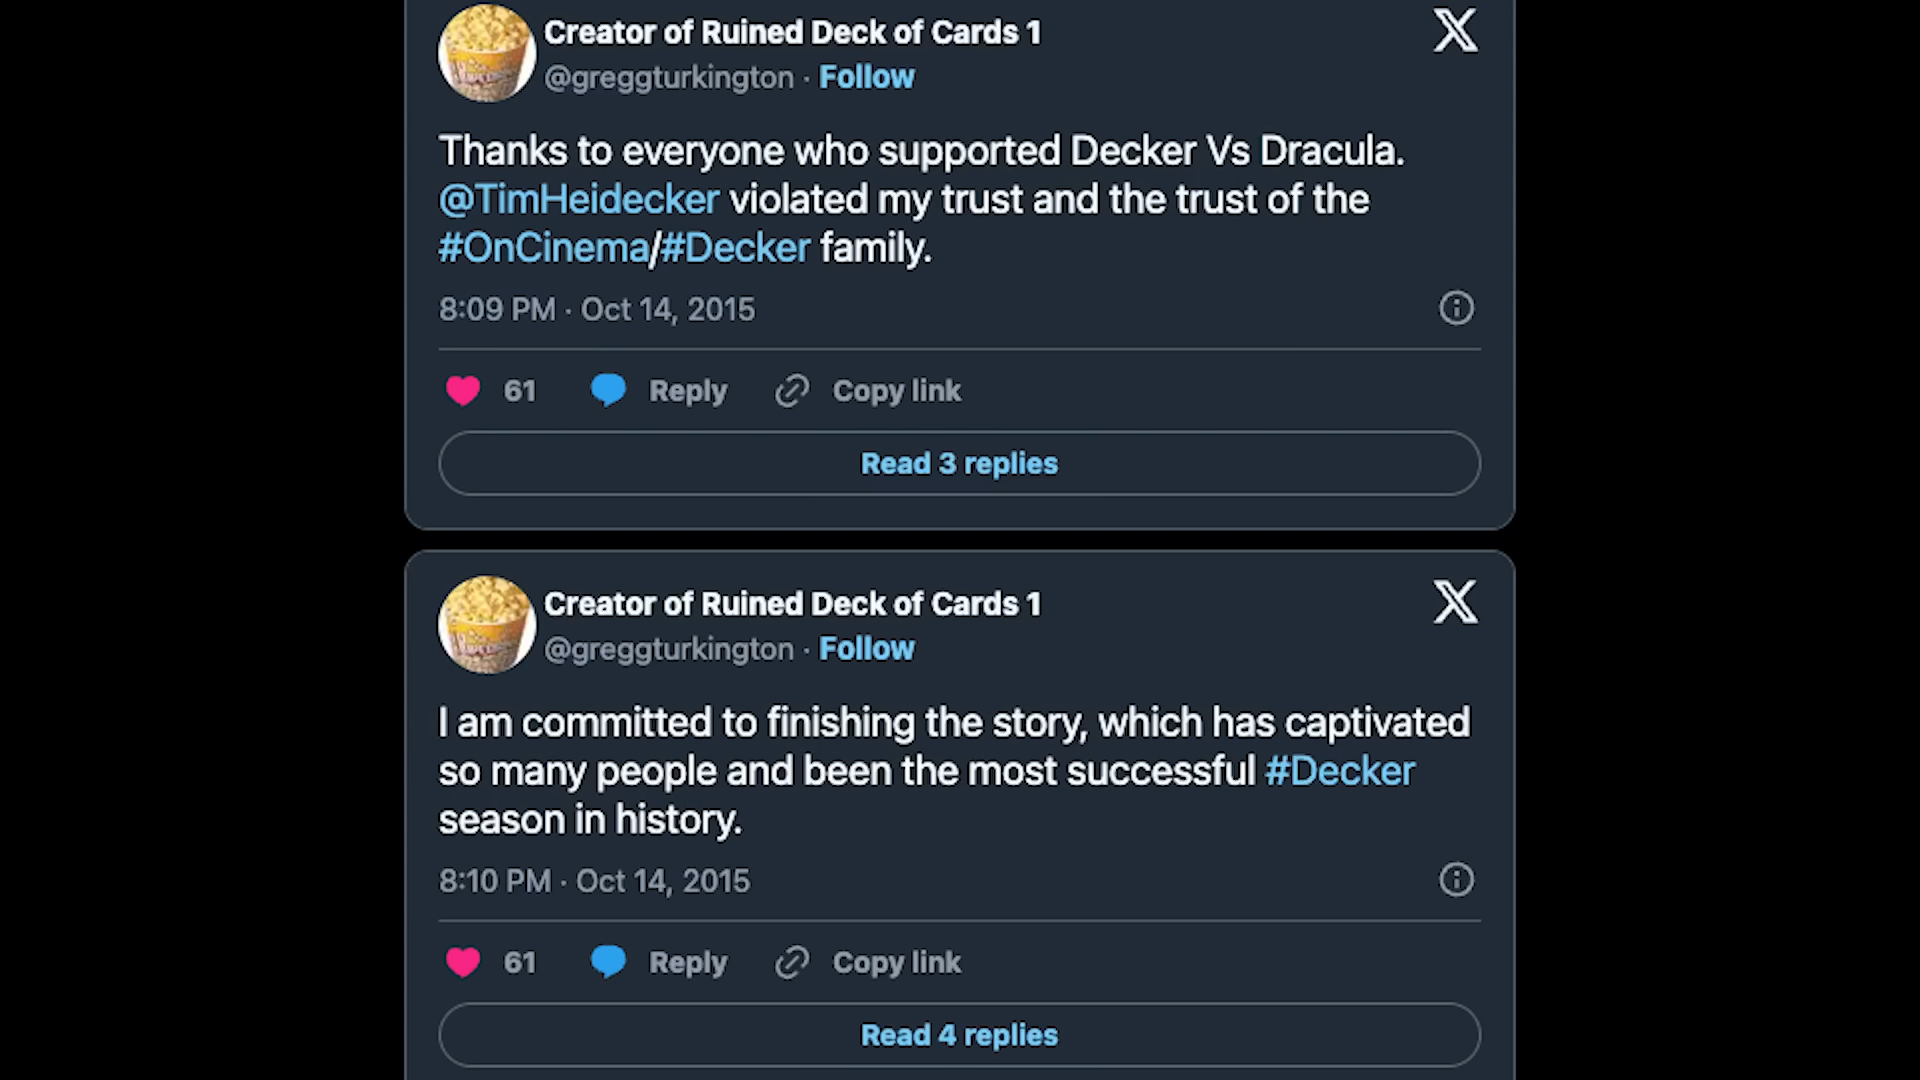 Creator of Ruined Deck of Cards 1
@greggturkington · Follow
Thanks to everyone who supported Decker Vs Dracula.
@TimHeidecker violated my trust and the trust of the
#OnCinema/#Decker family.
8:09 PM · Oct 14, 2015
61 Reply Copy link
Read 3 replies
Creator of Ruined Deck of Cards 1
@greggturkington · Follow
I am committed to finishing the story, which has captivated
so many people and been the most successful #Decker
season in history.
8:10 PM · Oct 14, 2015
61 Reply Copy link
Read 4 replies